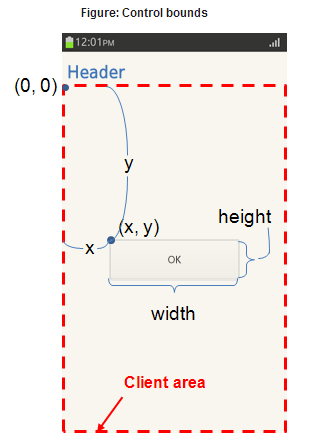 Figure: Control bounds
12:01PM
Header
(0, 0)
y
(x, y)
height
x
OK
width
Client area